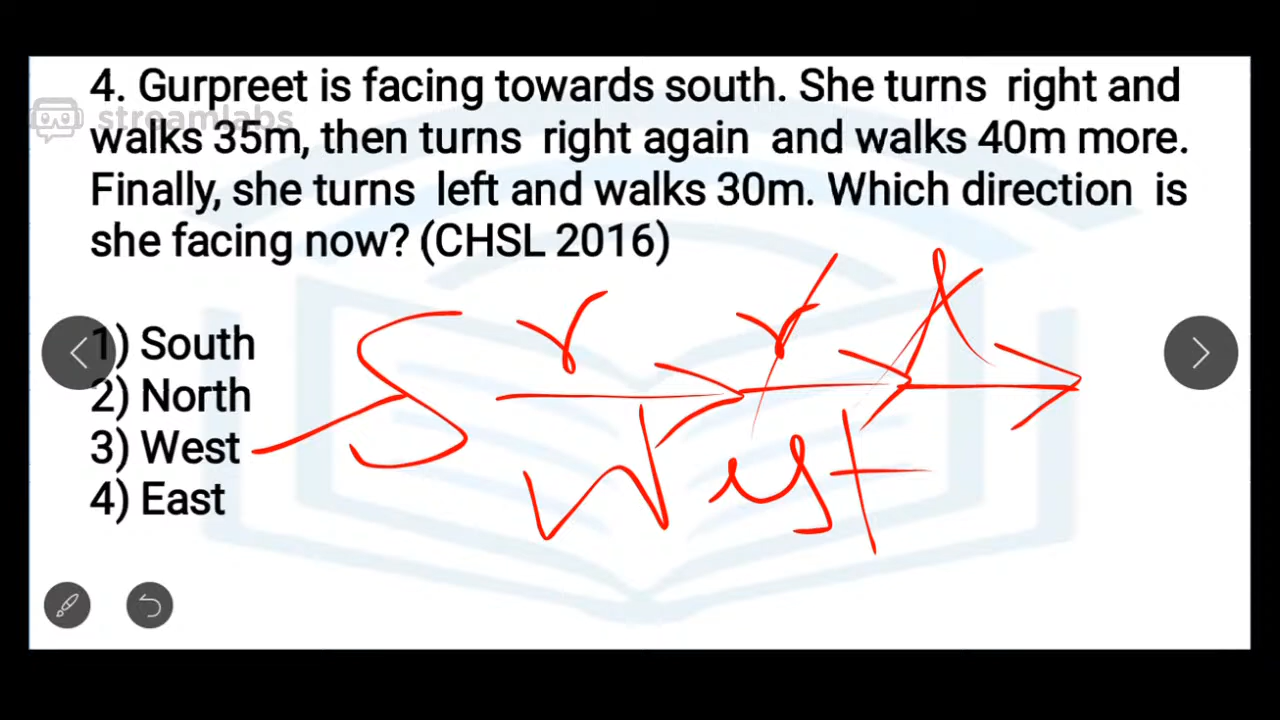 4. Gurpreet is facing towards south. She turns right and
streamlabs
walks 35m, then turns right again and walks 40m more.
Finally, she turns left and walks 30m. Which direction is
she facing now? (CHSL 2016)
1) South
2) North
3) West
4) East
S r r l
West